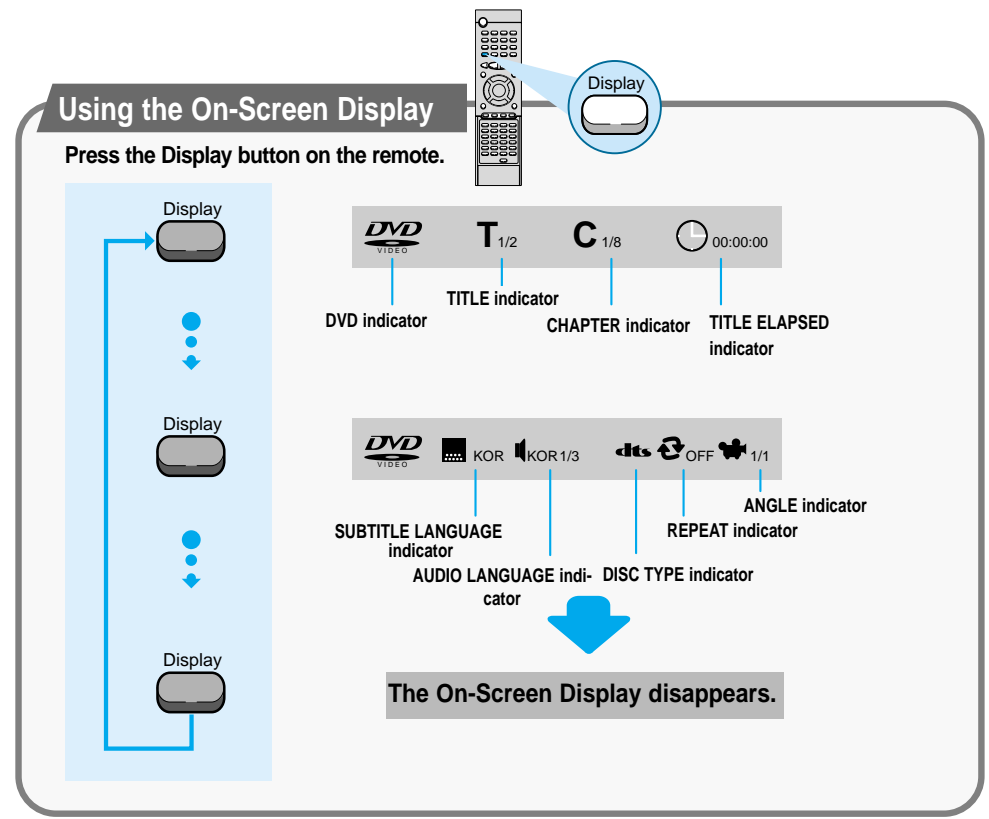 Display
Using the On-Screen Display
Press the Display button on the remote.
Display
DVD
VIDEO
T 1/2
C 1/8
00:00:00
DVD indicator
TITLE indicator
CHAPTER indicator
TITLE ELAPSED
indicator
Display
DVD
VIDEO
KOR
KOR 1/3
dts
OFF
1/1
SUBTITLE LANGUAGE
indicator
AUDIO LANGUAGE indi-
cator
DISC TYPE indicator
REPEAT indicator
ANGLE indicator
Display
The On-Screen Display disappears.